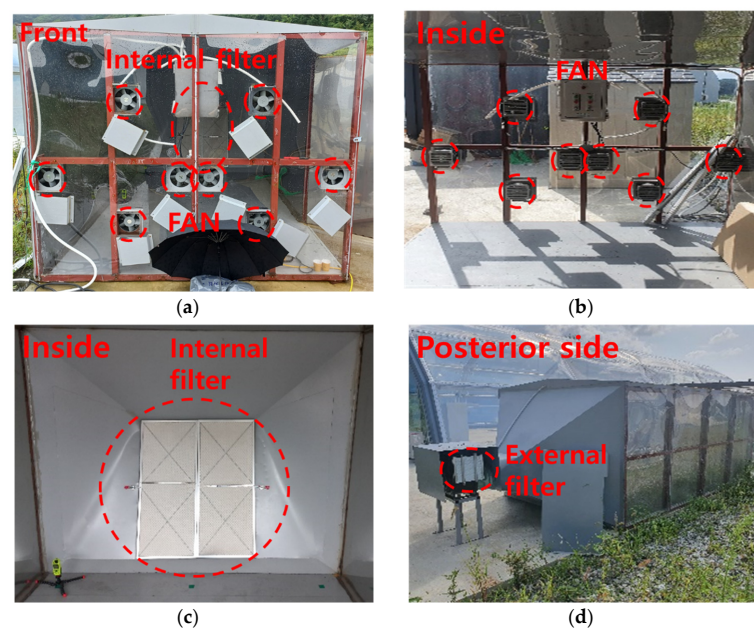 Front
Internal filter
FAN
Inside
FAN
(a)
(b)
Inside
Internal
filter
Posterior side
External
filter
(c)
(d)